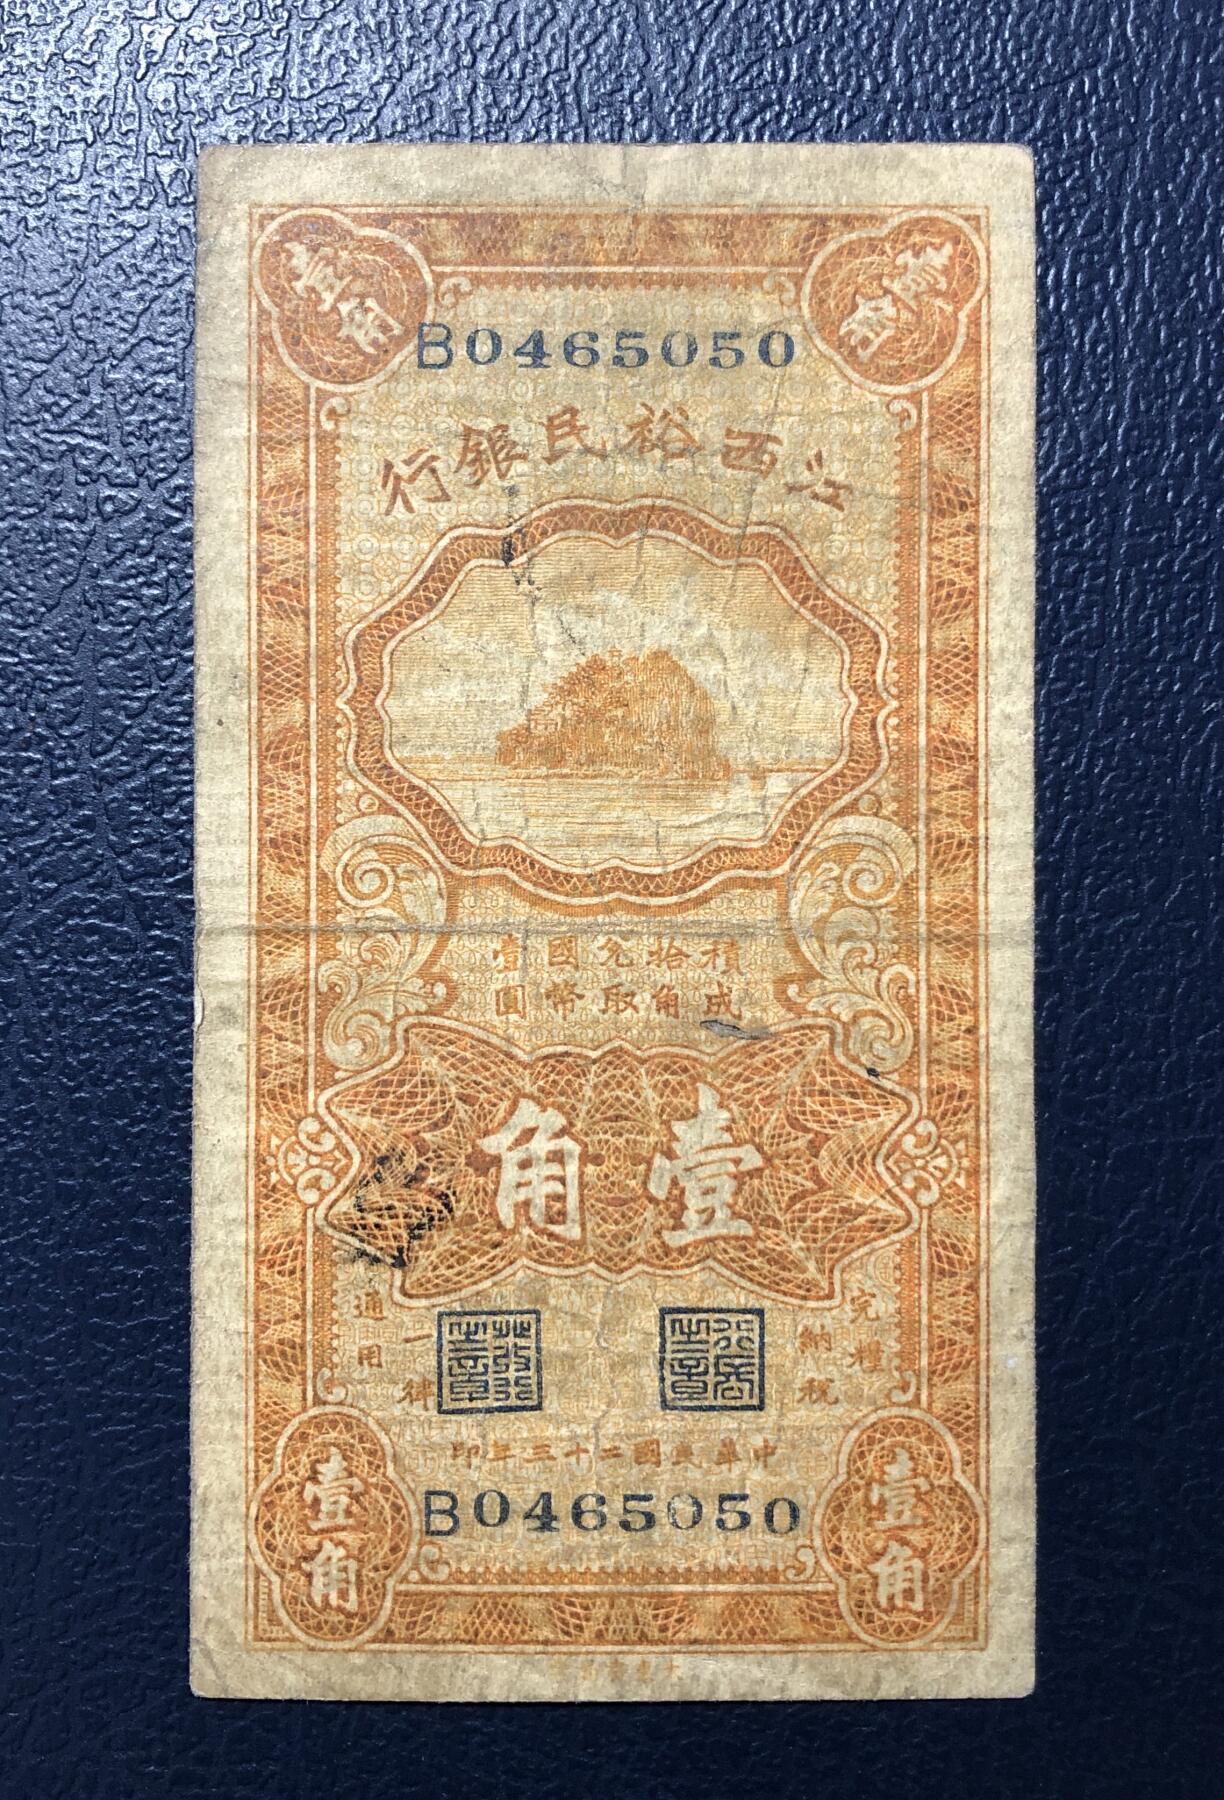 壹角
B0465050
江西裕民銀行
積成拾角兌取國幣壹圓
壹角
完糧納稅
一律通用
中華民國二十三年印
B0465050
壹角
壹角